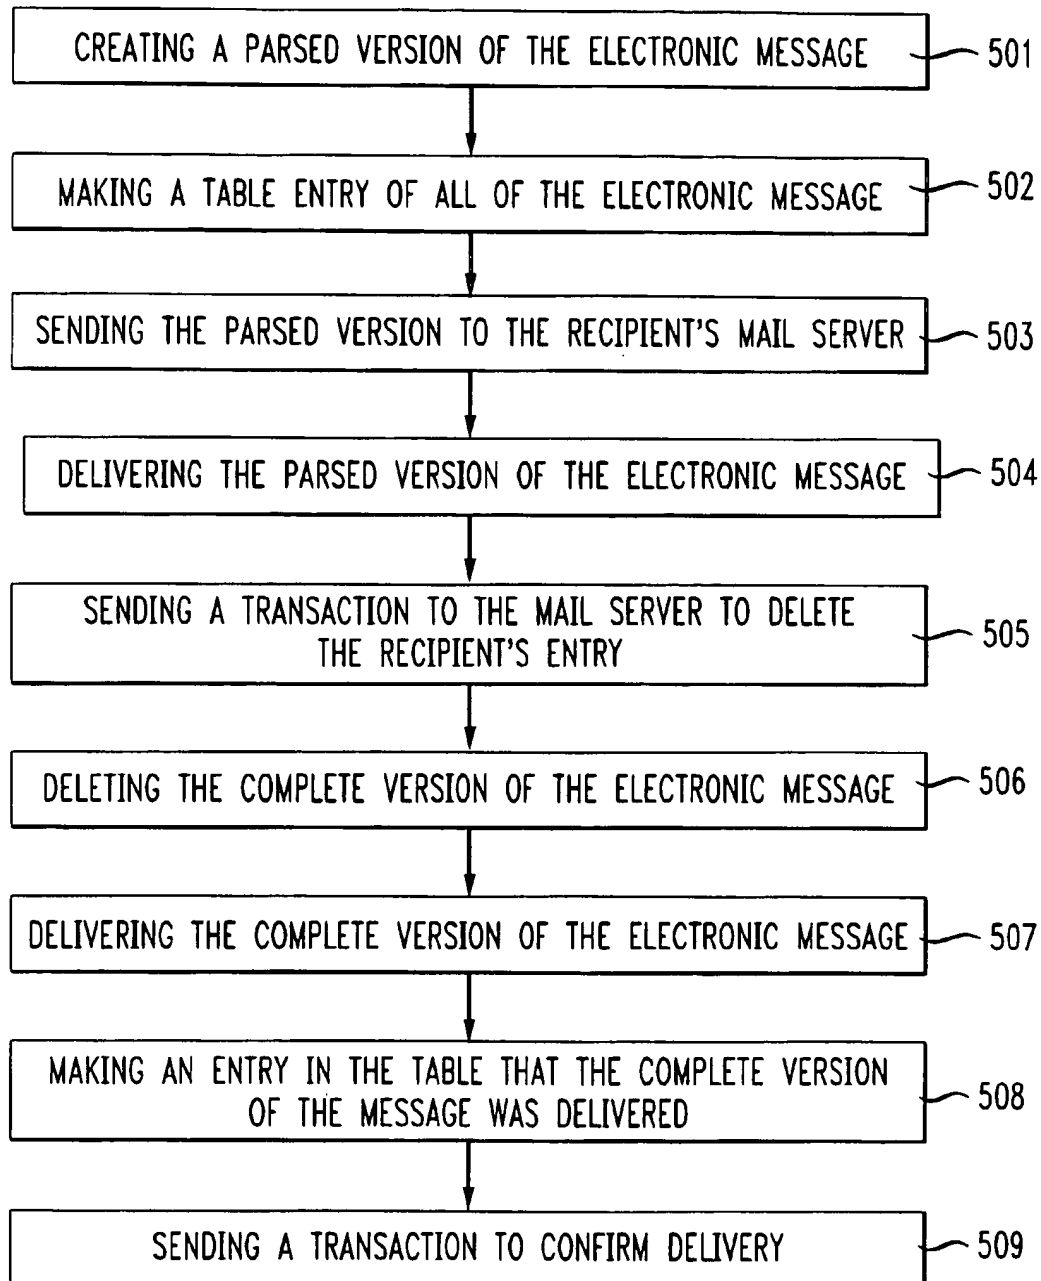 CREATING A PARSED VERSION OF THE ELECTRONIC MESSAGE 501
MAKING A TABLE ENTRY OF ALL OF THE ELECTRONIC MESSAGE 502
SENDING THE PARSED VERSION TO THE RECIPIENT'S MAIL SERVER 503
DELIVERING THE PARSED VERSION OF THE ELECTRONIC MESSAGE 504
SENDING A TRANSACTION TO THE MAIL SERVER TO DELETE
THE RECIPIENT'S ENTRY
505
DELETING THE COMPLETE VERSION OF THE ELECTRONIC MESSAGE 506
DELIVERING THE COMPLETE VERSION OF THE ELECTRONIC MESSAGE 507
MAKING AN ENTRY IN THE TABLE THAT THE COMPLETE VERSION
OF THE MESSAGE WAS DELIVERED
508
SENDING A TRANSACTION TO CONFIRM DELIVERY 509